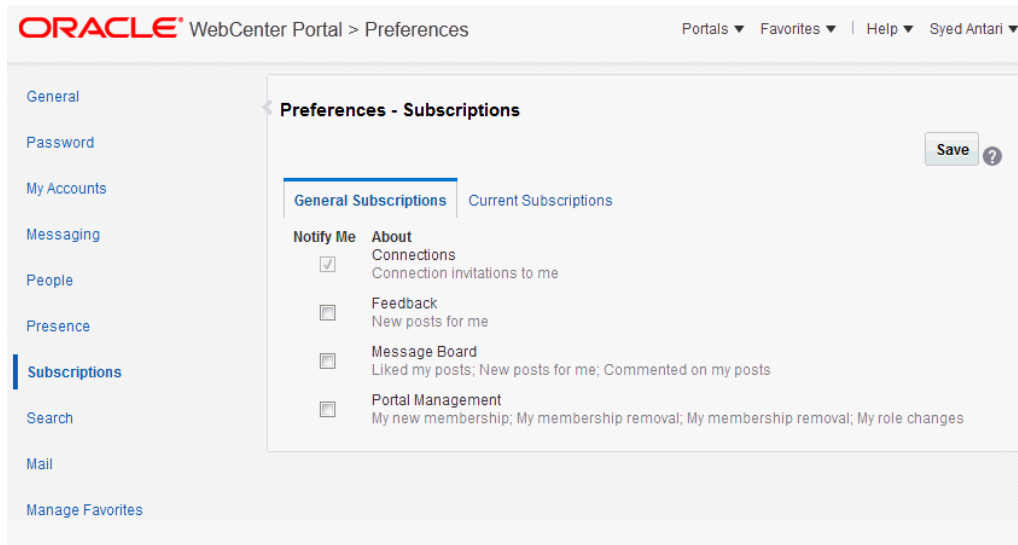 ORACLE WebCenter Portal > Preferences
Portals Favorites Help Syed Antari
General
Password
My Accounts
Messaging
People
Presence
Subscriptions
Search
Mail
Manage Favorites
Preferences - Subscriptions
Save ?
General Subscriptions Current Subscriptions
Notify Me About
Connections
Connection invitations to me
Feedback
New posts for me
Message Board
Liked my posts; New posts for me; Commented on my posts
Portal Management
My new membership; My membership removal; My membership removal; My role changes